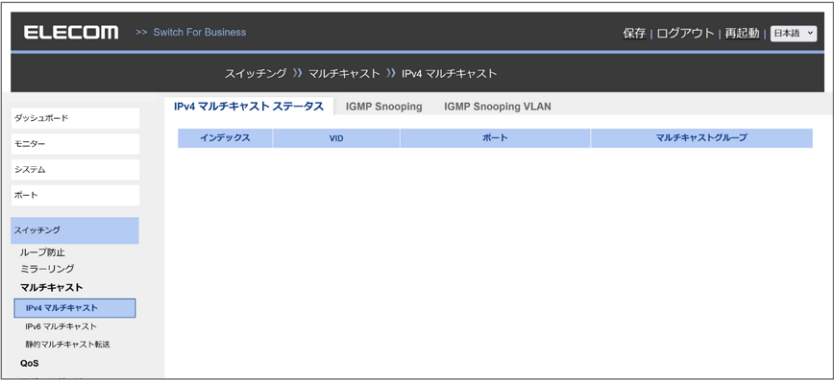 ELECOM >> Switch For Business 保存 | ログアウト | 再起動 | 日本語
スイッチング 》 マルチキャスト 》 IPv4 マルチキャスト
IPv4 マルチキャスト ステータス IGMP Snooping IGMP Snooping VLAN
インデックス VID ポート マルチキャストグループ
ダッシュボード
モニター
システム
ポート
スイッチング
ループ防止
ミラーリング
マルチキャスト
IPv4 マルチキャスト
IPv6 マルチキャスト
静的マルチキャスト転送
QoS